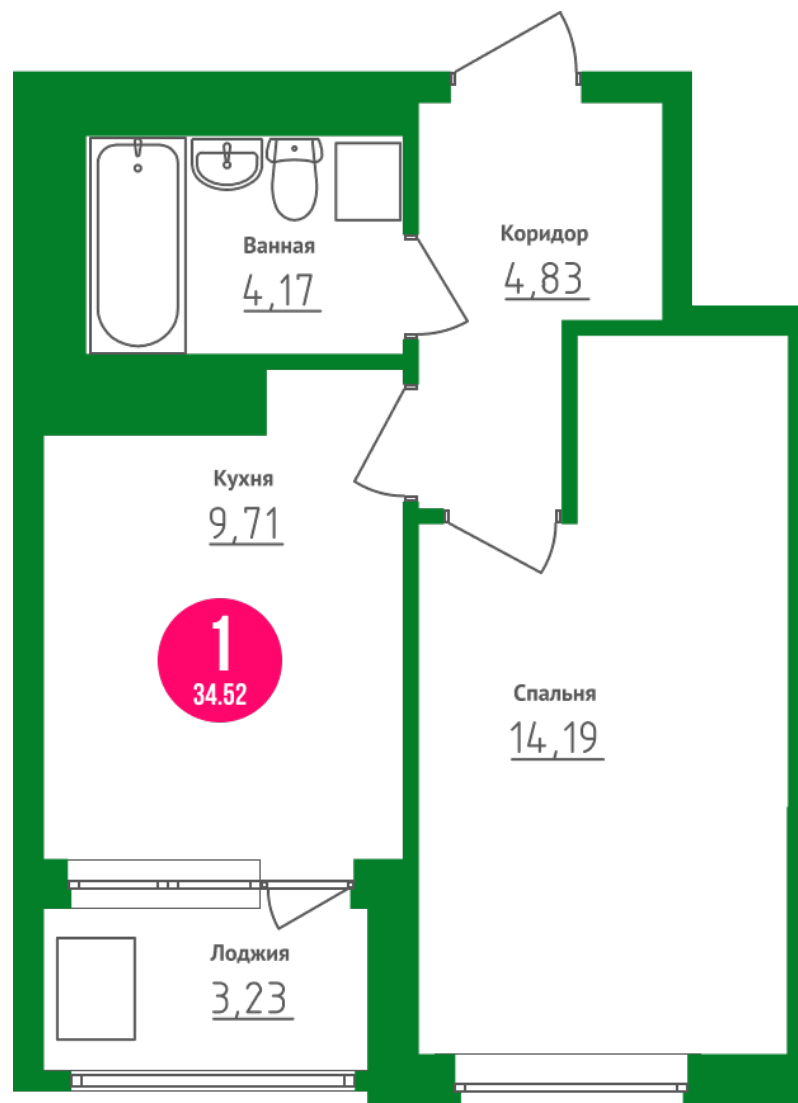 Ванная
4,17
Коридор
4,83
Кухня
9,71
1
34.52
Спальня
14,19
Лоджия
3,23